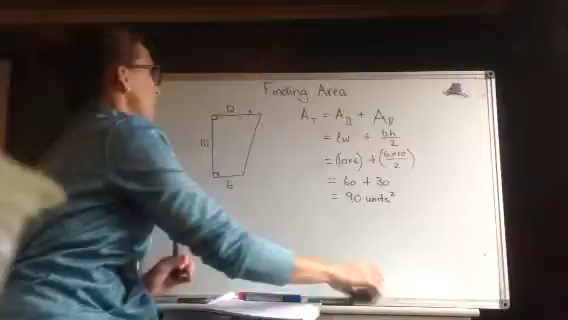 Finding Area
12
10
6
A_T = A_▯ + A_▷
= lw + bh/2
= (10×6) + (6×10/2)
= 60 + 30
= 90 units²